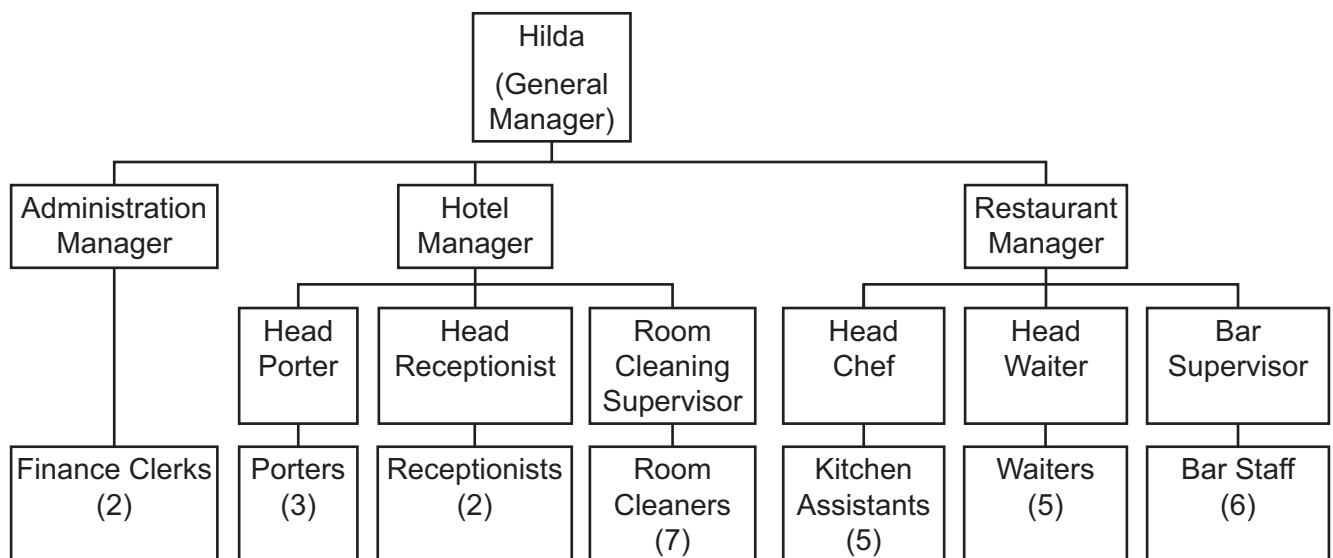 Hilda
(General
Manager)
Administration
Manager
Hotel
Manager
Restaurant
Manager
Head
Porter
Head
Receptionist
Room
Cleaning
Supervisor
Head
Chef
Head
Waiter
Bar
Supervisor
Finance Clerks
(2)
Porters
(3)
Receptionists
(2)
Room
Cleaners
(7)
Kitchen
Assistants
(5)
Waiters
(5)
Bar Staff
(6)